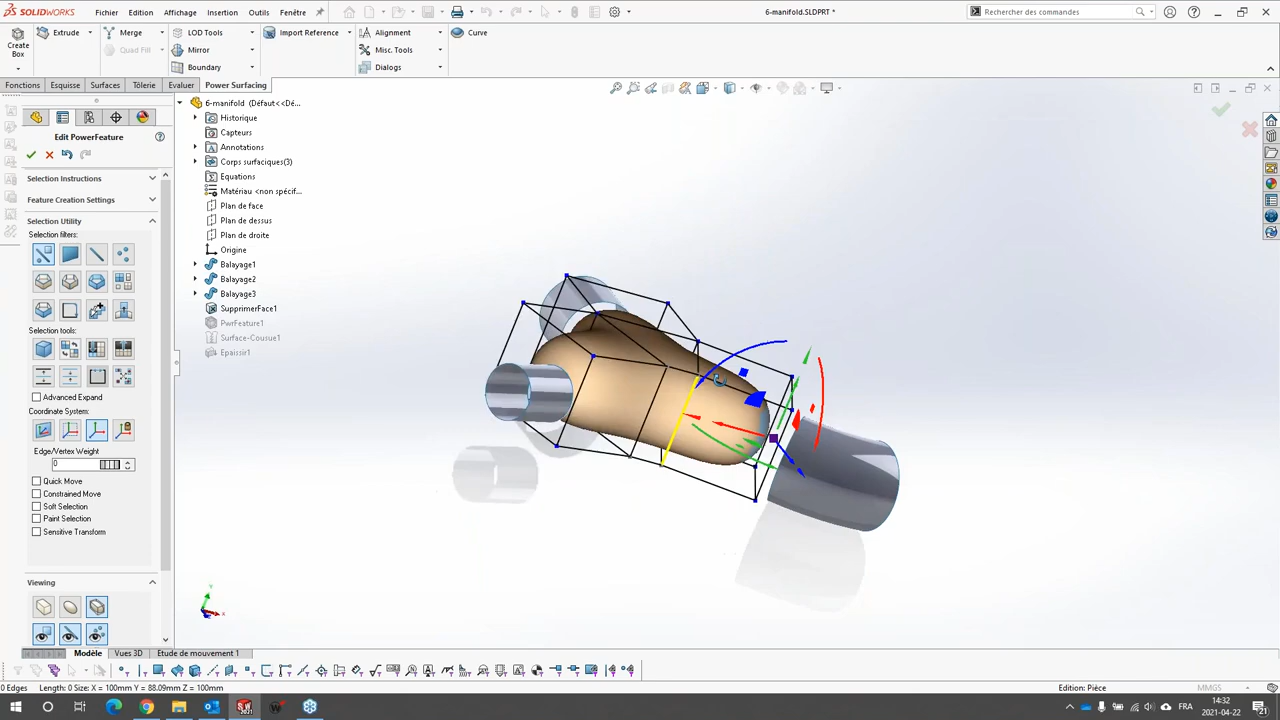 SOLIDWORKS
Fichier Edition Affichage Insertion Outils Fenêtre
6-manifold.SLDPRT *
Rechercher des commandes
Create Box
Extrude
Merge
Quad Fill
LOD Tools
Mirror
Boundary
Import Reference
Alignment
Misc. Tools
Dialogs
Curve
Fonctions Esquisse Surfaces Tôlerie Evaluer Power Surfacing
Edit PowerFeature
Selection Instructions
Feature Creation Settings
Selection Utility
Selection filters:
Selection tools:
Advanced Expand
Coordinate System:
Edge/Vertex Weight
0
Quick Move
Constrained Move
Soft Selection
Paint Selection
Sensitive Transform
Viewing
6-manifold (Défaut<<Dé...
Historique
Capteurs
Annotations
Corps surfaciques(3)
Equations
Matériau <non spécif...
Plan de face
Plan de dessus
Plan de droite
Origine
Balayage1
Balayage2
Balayage3
SupprimerFace1
PwrFeature1
Surface-Cousue1
Epaissir1
Y
X
Modèle Vues 3D Etude de mouvement 1
0 Edges Length: 0 Size: X = 100mm Y = 88.09mm Z = 100mm
Edition: Pièce
MMGS
FRA
14:32
2021-04-22
21